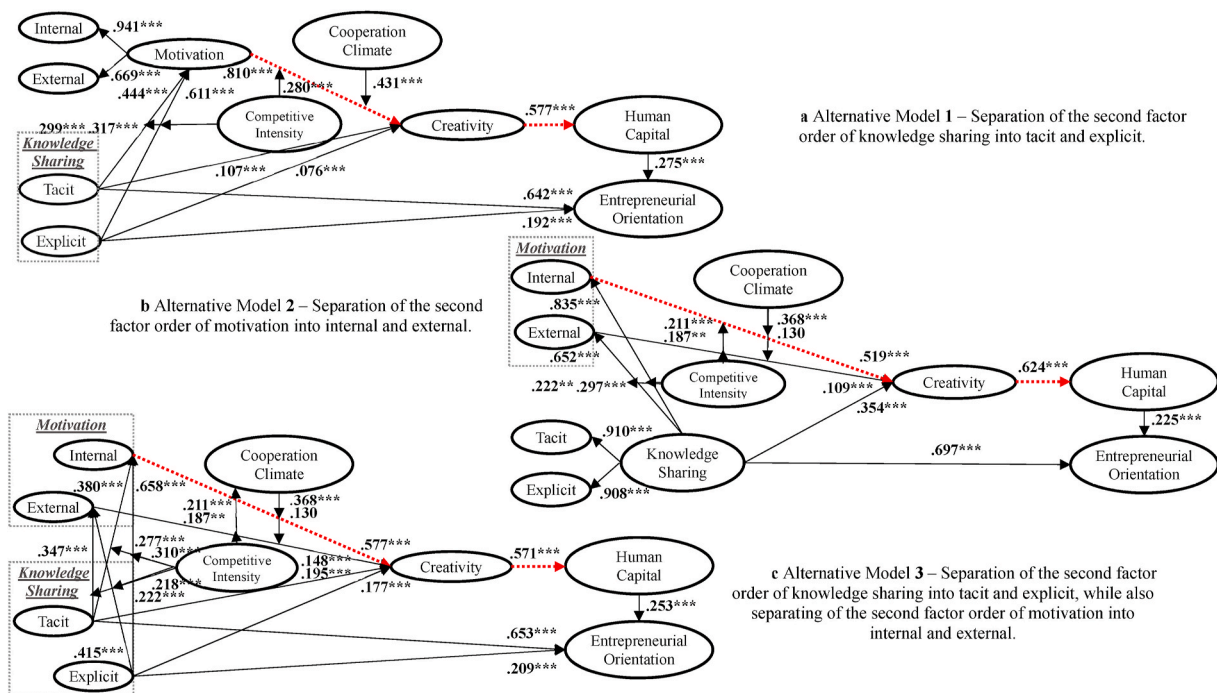 Internal
.941***
Motivation
External
.669***
.444***
.611***
.810***
Cooperation
Climate
.280***
.431***
Competitive
Intensity
.299***
.317***
Knowledge
Sharing
Tacit
Explicit
.107***
.076***
Creativity
.577***
Human
Capital
.275***
.642***
Entrepreneurial
Orientation
.192***
a Alternative Model 1 – Separation of the second factor
order of knowledge sharing into tacit and explicit.
b Alternative Model 2 – Separation of the second
factor order of motivation into internal and external.
Motivation
Internal
.835***
External
.652***
Cooperation
Climate
.211***
.187**
.368***
.130
.222**
.297***
Competitive
Intensity
.519***
.109***
.354***
Creativity
.624***
Human
Capital
.225***
Tacit
.910***
Explicit
.908***
Knowledge
Sharing
.697***
Entrepreneurial
Orientation
Motivation
Internal
.380***
.658***
External
Cooperation
Climate
.211***
.187**
.368***
.130
.347***
.277***
.310***
Competitive
Intensity
Knowledge
Sharing
.218***
.222***
Tacit
.415***
Explicit
.577***
.148***
.195***
.177***
Creativity
.571***
Human
Capital
.253***
.653***
Entrepreneurial
Orientation
.209***
c Alternative Model 3 – Separation of the second factor
order of knowledge sharing into tacit and explicit, while also
separating of the second factor order of motivation into
internal and external.